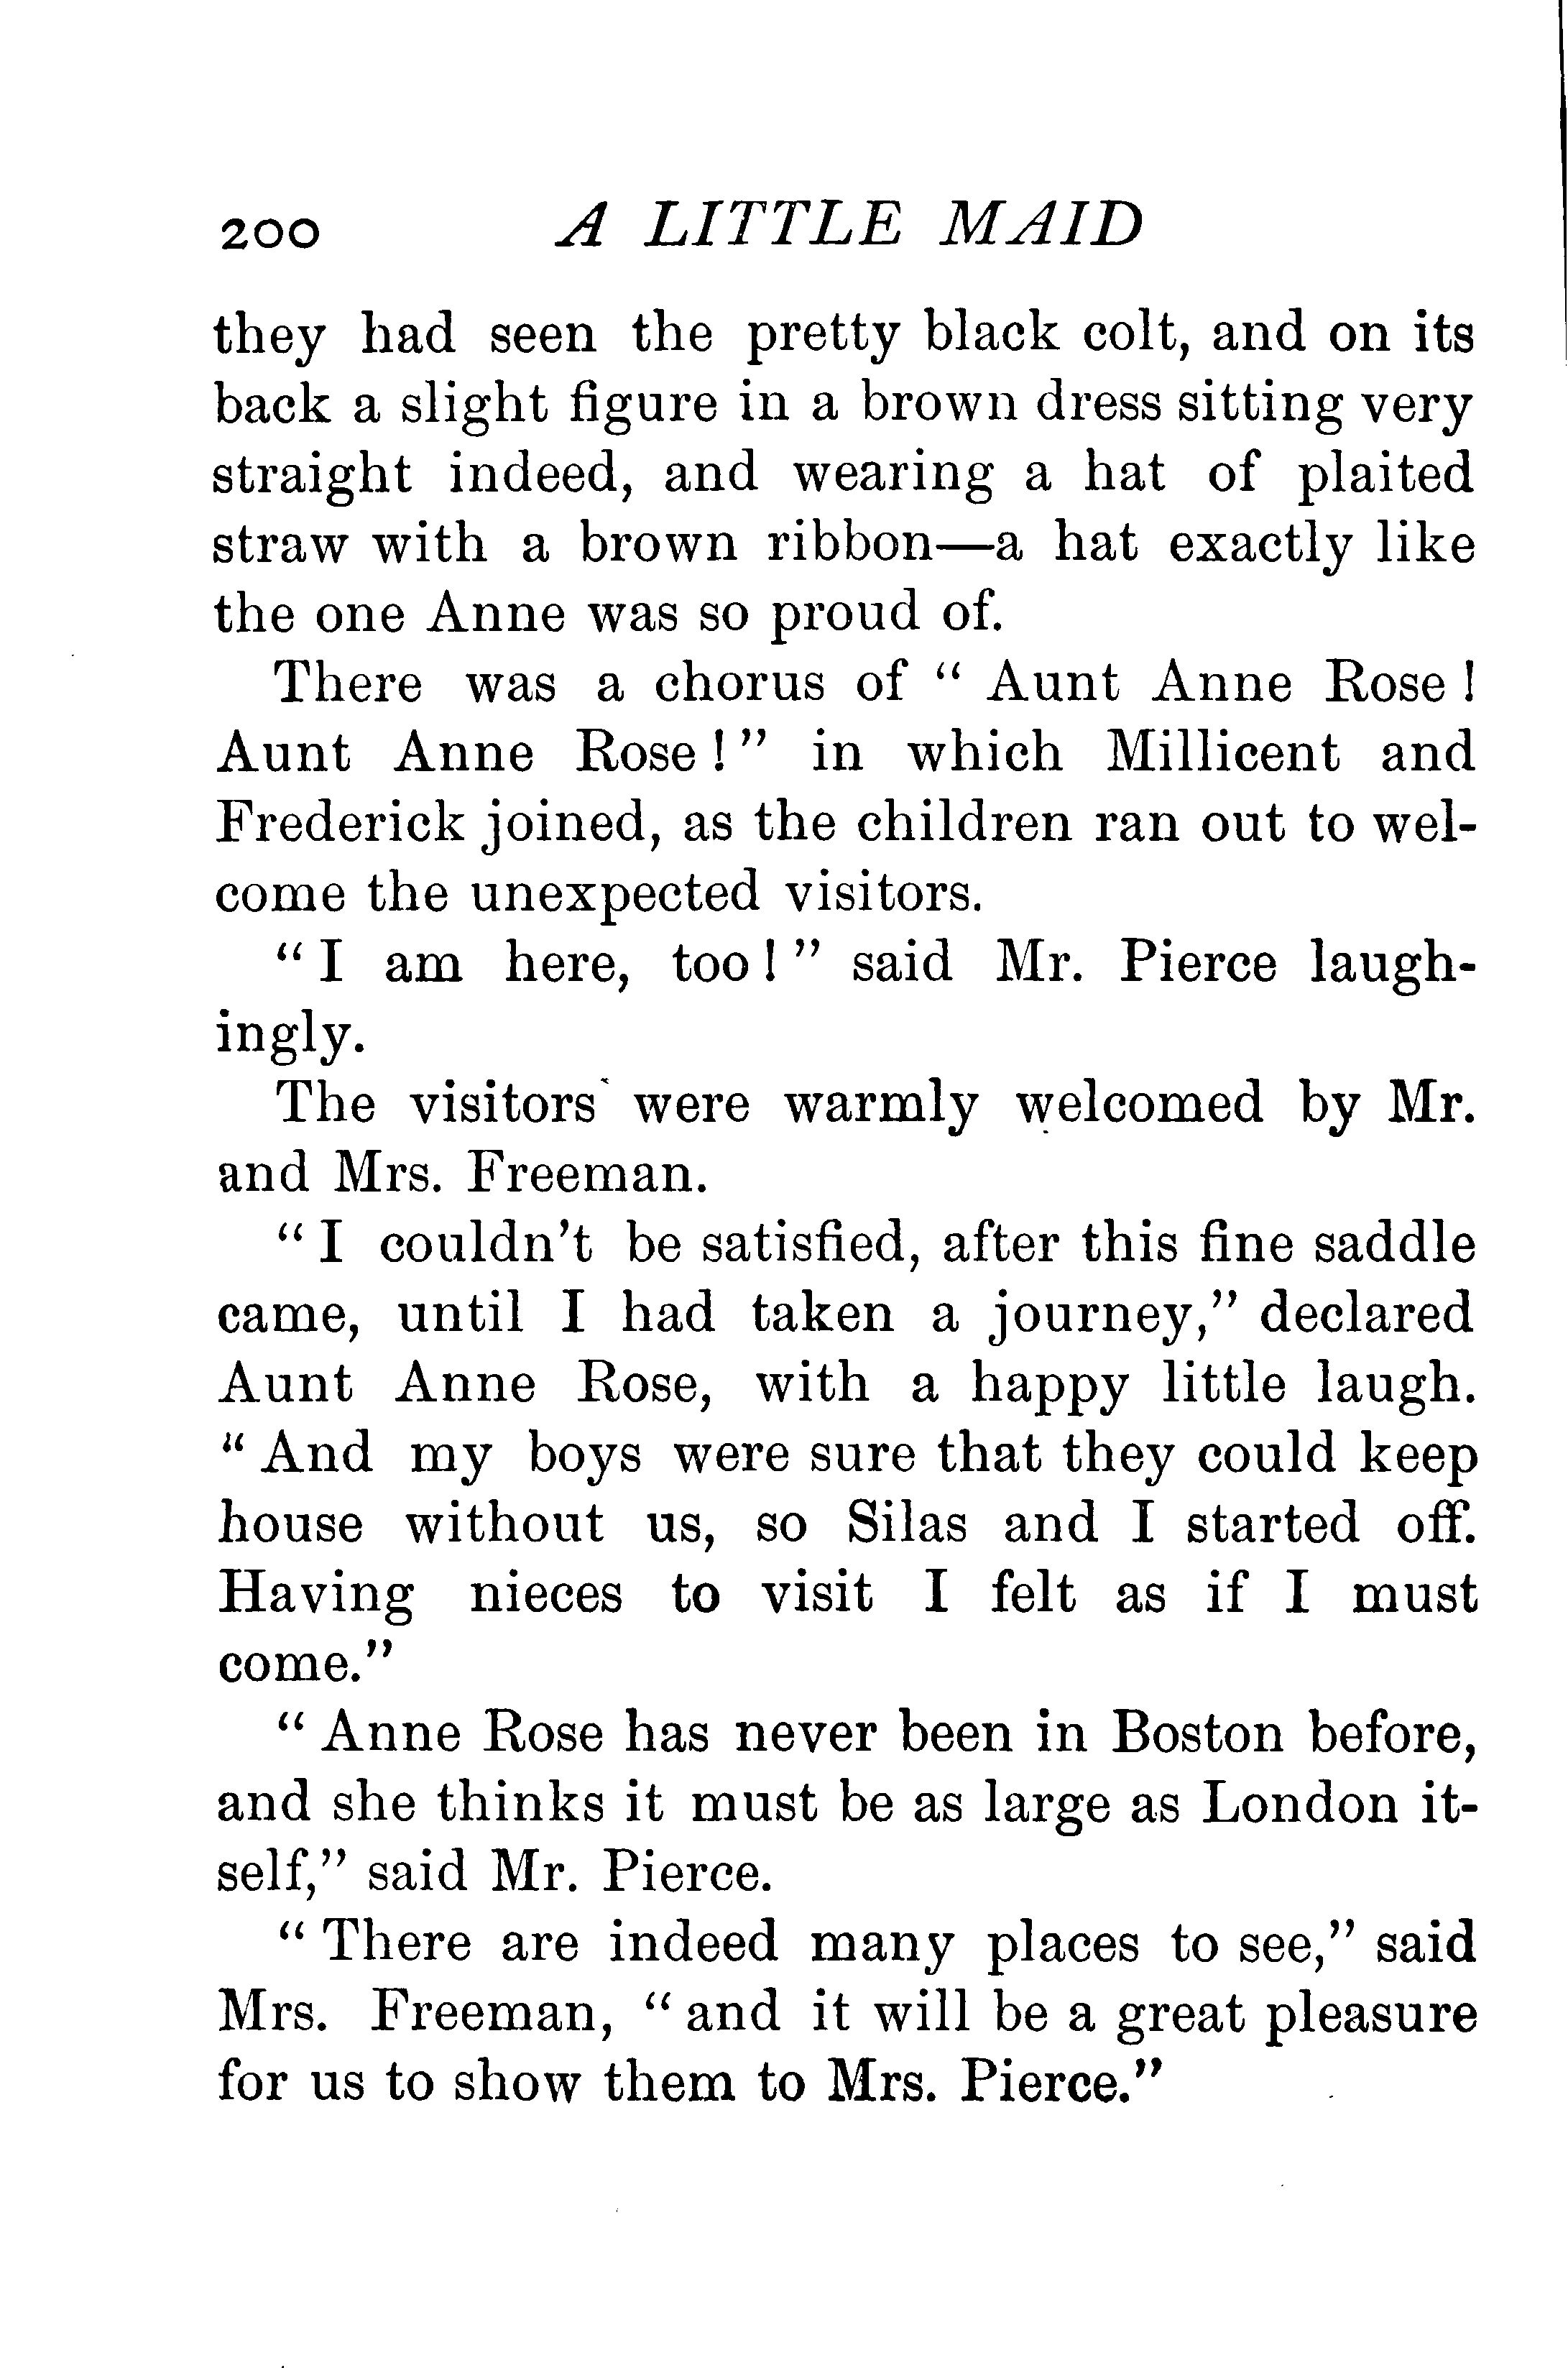 200 A LITTLE MAID
they had seen the pretty black colt, and on its
back a slight figure in a brown dress sitting very
straight indeed, and wearing a hat of plaited
straw with a brown ribbon—a hat exactly like
the one Anne was so proud of.
There was a chorus of " Aunt Anne Rose !
Aunt Anne Rose ! " in which Millicent and
Frederick joined, as the children ran out to wel-
come the unexpected visitors.
" I am here, too ! " said Mr. Pierce laugh-
ingly.
The visitors were warmly welcomed by Mr.
and Mrs. Freeman.
" I couldn't be satisfied, after this fine saddle
came, until I had taken a journey," declared
Aunt Anne Rose, with a happy little laugh.
" And my boys were sure that they could keep
house without us, so Silas and I started off.
Having nieces to visit I felt as if I must
come."
" Anne Rose has never been in Boston before,
and she thinks it must be as large as London it-
self," said Mr. Pierce.
" There are indeed many places to see," said
Mrs. Freeman, " and it will be a great pleasure
for us to show them to Mrs. Pierce."